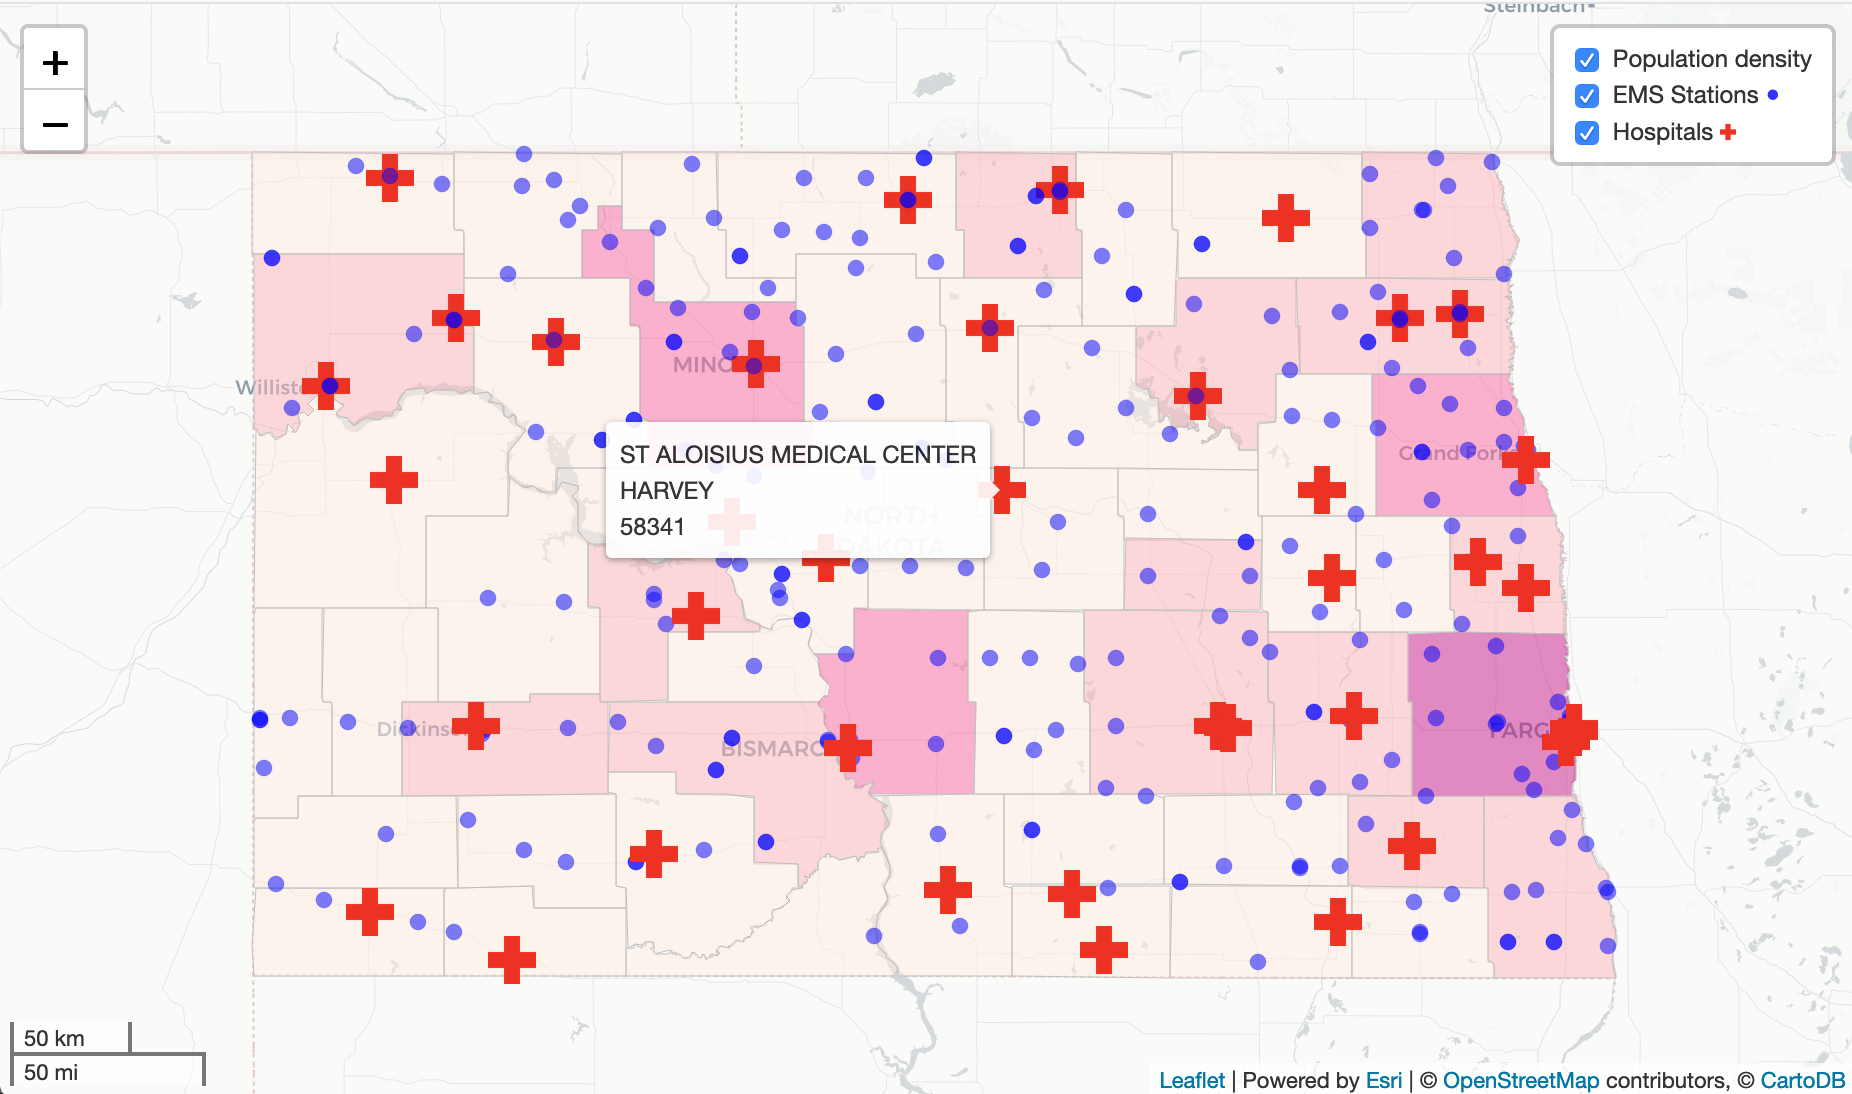 Steinbach
+
−
Population density
EMS Stations
Hospitals
MINO
Willist
ST ALOISIUS MEDICAL CENTER
HARVEY
58341
Grand Forks
NORTH
DAKOTA
Dickins
BISMARC
FARG
50 km
50 mi
Leaflet | Powered by Esri | © OpenStreetMap contributors, © CartoDB